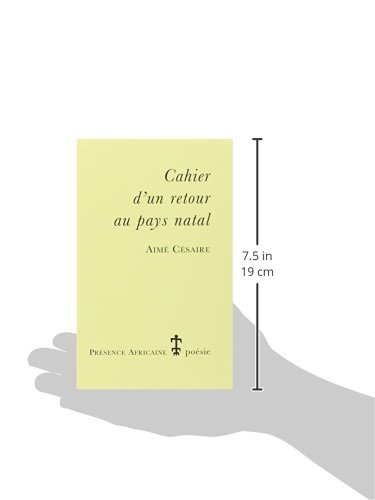 Cahier
d'un retour
au pays natal
AIMÉ CÉSAIRE
PRÉSENCE AFRICAINE poésie
7.5 in
19 cm